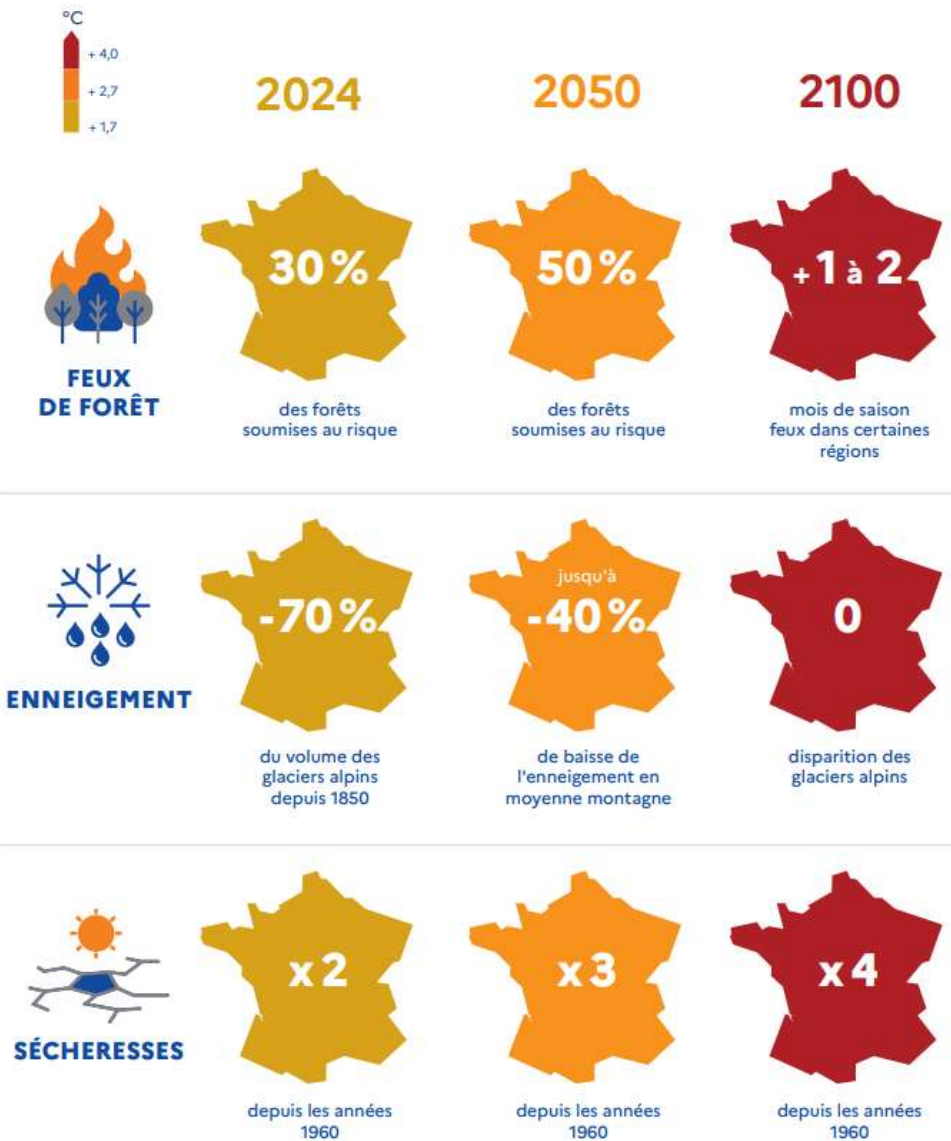 °C
+ 4,0
+ 2,7
+ 1,7
2024
2050
2100
FEUX
DE FORÊT
30 %
des forêts
soumises au risque
50 %
des forêts
soumises au risque
+ 1 à 2
mois de saison
feux dans certaines
régions
ENNEIGEMENT
-70 %
du volume des
glaciers alpins
depuis 1850
jusqu'à
-40 %
de baisse de
l'enneigement en
moyenne montagne
0
disparition des
glaciers alpins
SÉCHERESSES
x 2
depuis les années
1960
x 3
depuis les années
1960
x 4
depuis les années
1960